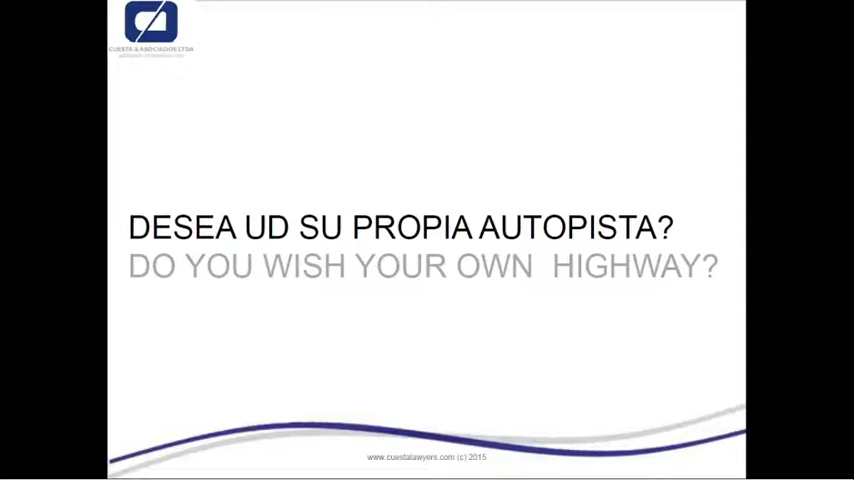 CUESTA & ASOCIADOS LTDA
DESEA UD SU PROPIA AUTOPISTA?
DO YOU WISH YOUR OWN HIGHWAY?
www.cuestalawyers.com (c) 2015